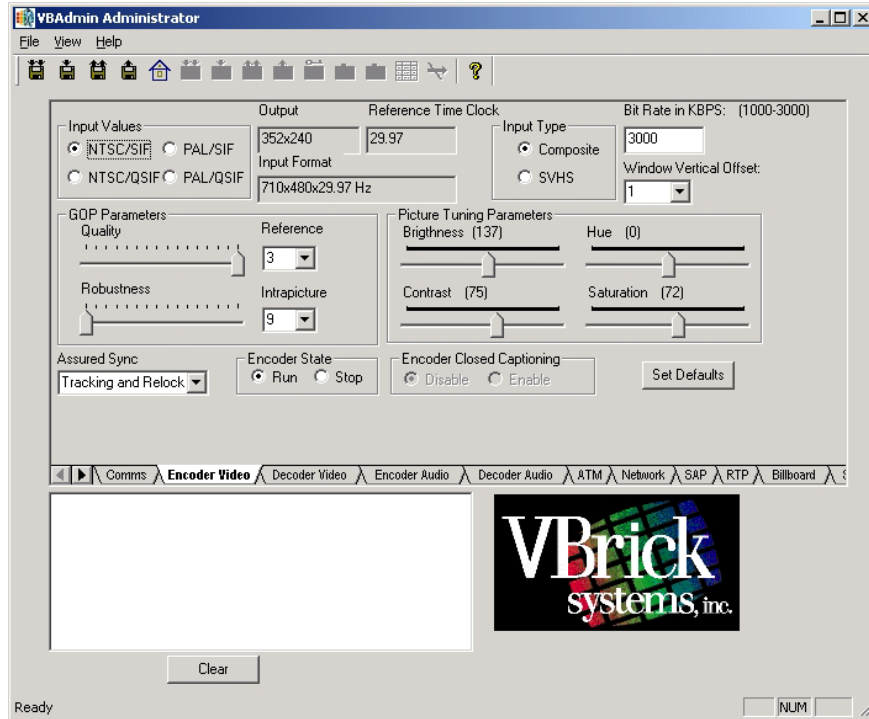 VBAdmin Administrator
File View Help
Output Reference Time Clock Bit Rate in KBPS: (1000-3000)
Input Values Input Type
NTSC/SIF PAL/SIF 352x240 29.97 Composite 3000
Input Format Window Vertical Offset:
NTSC/QSIF PAL/QSIF 710x480x29.97 Hz SVHS 1
GOP Parameters Picture Tuning Parameters
Quality Reference Brigthness (137) Hue (0)
3
Robustness Intrapicture Contrast (75) Saturation (72)
9
Assured Sync Encoder State Encoder Closed Captioning
Tracking and Relock Run Stop Disable Enable Set Defaults
Comms Encoder Video Decoder Video Encoder Audio Decoder Audio ATM Network SAP RTP Billboard
VBrick
systems, inc.
Clear
Ready NUM